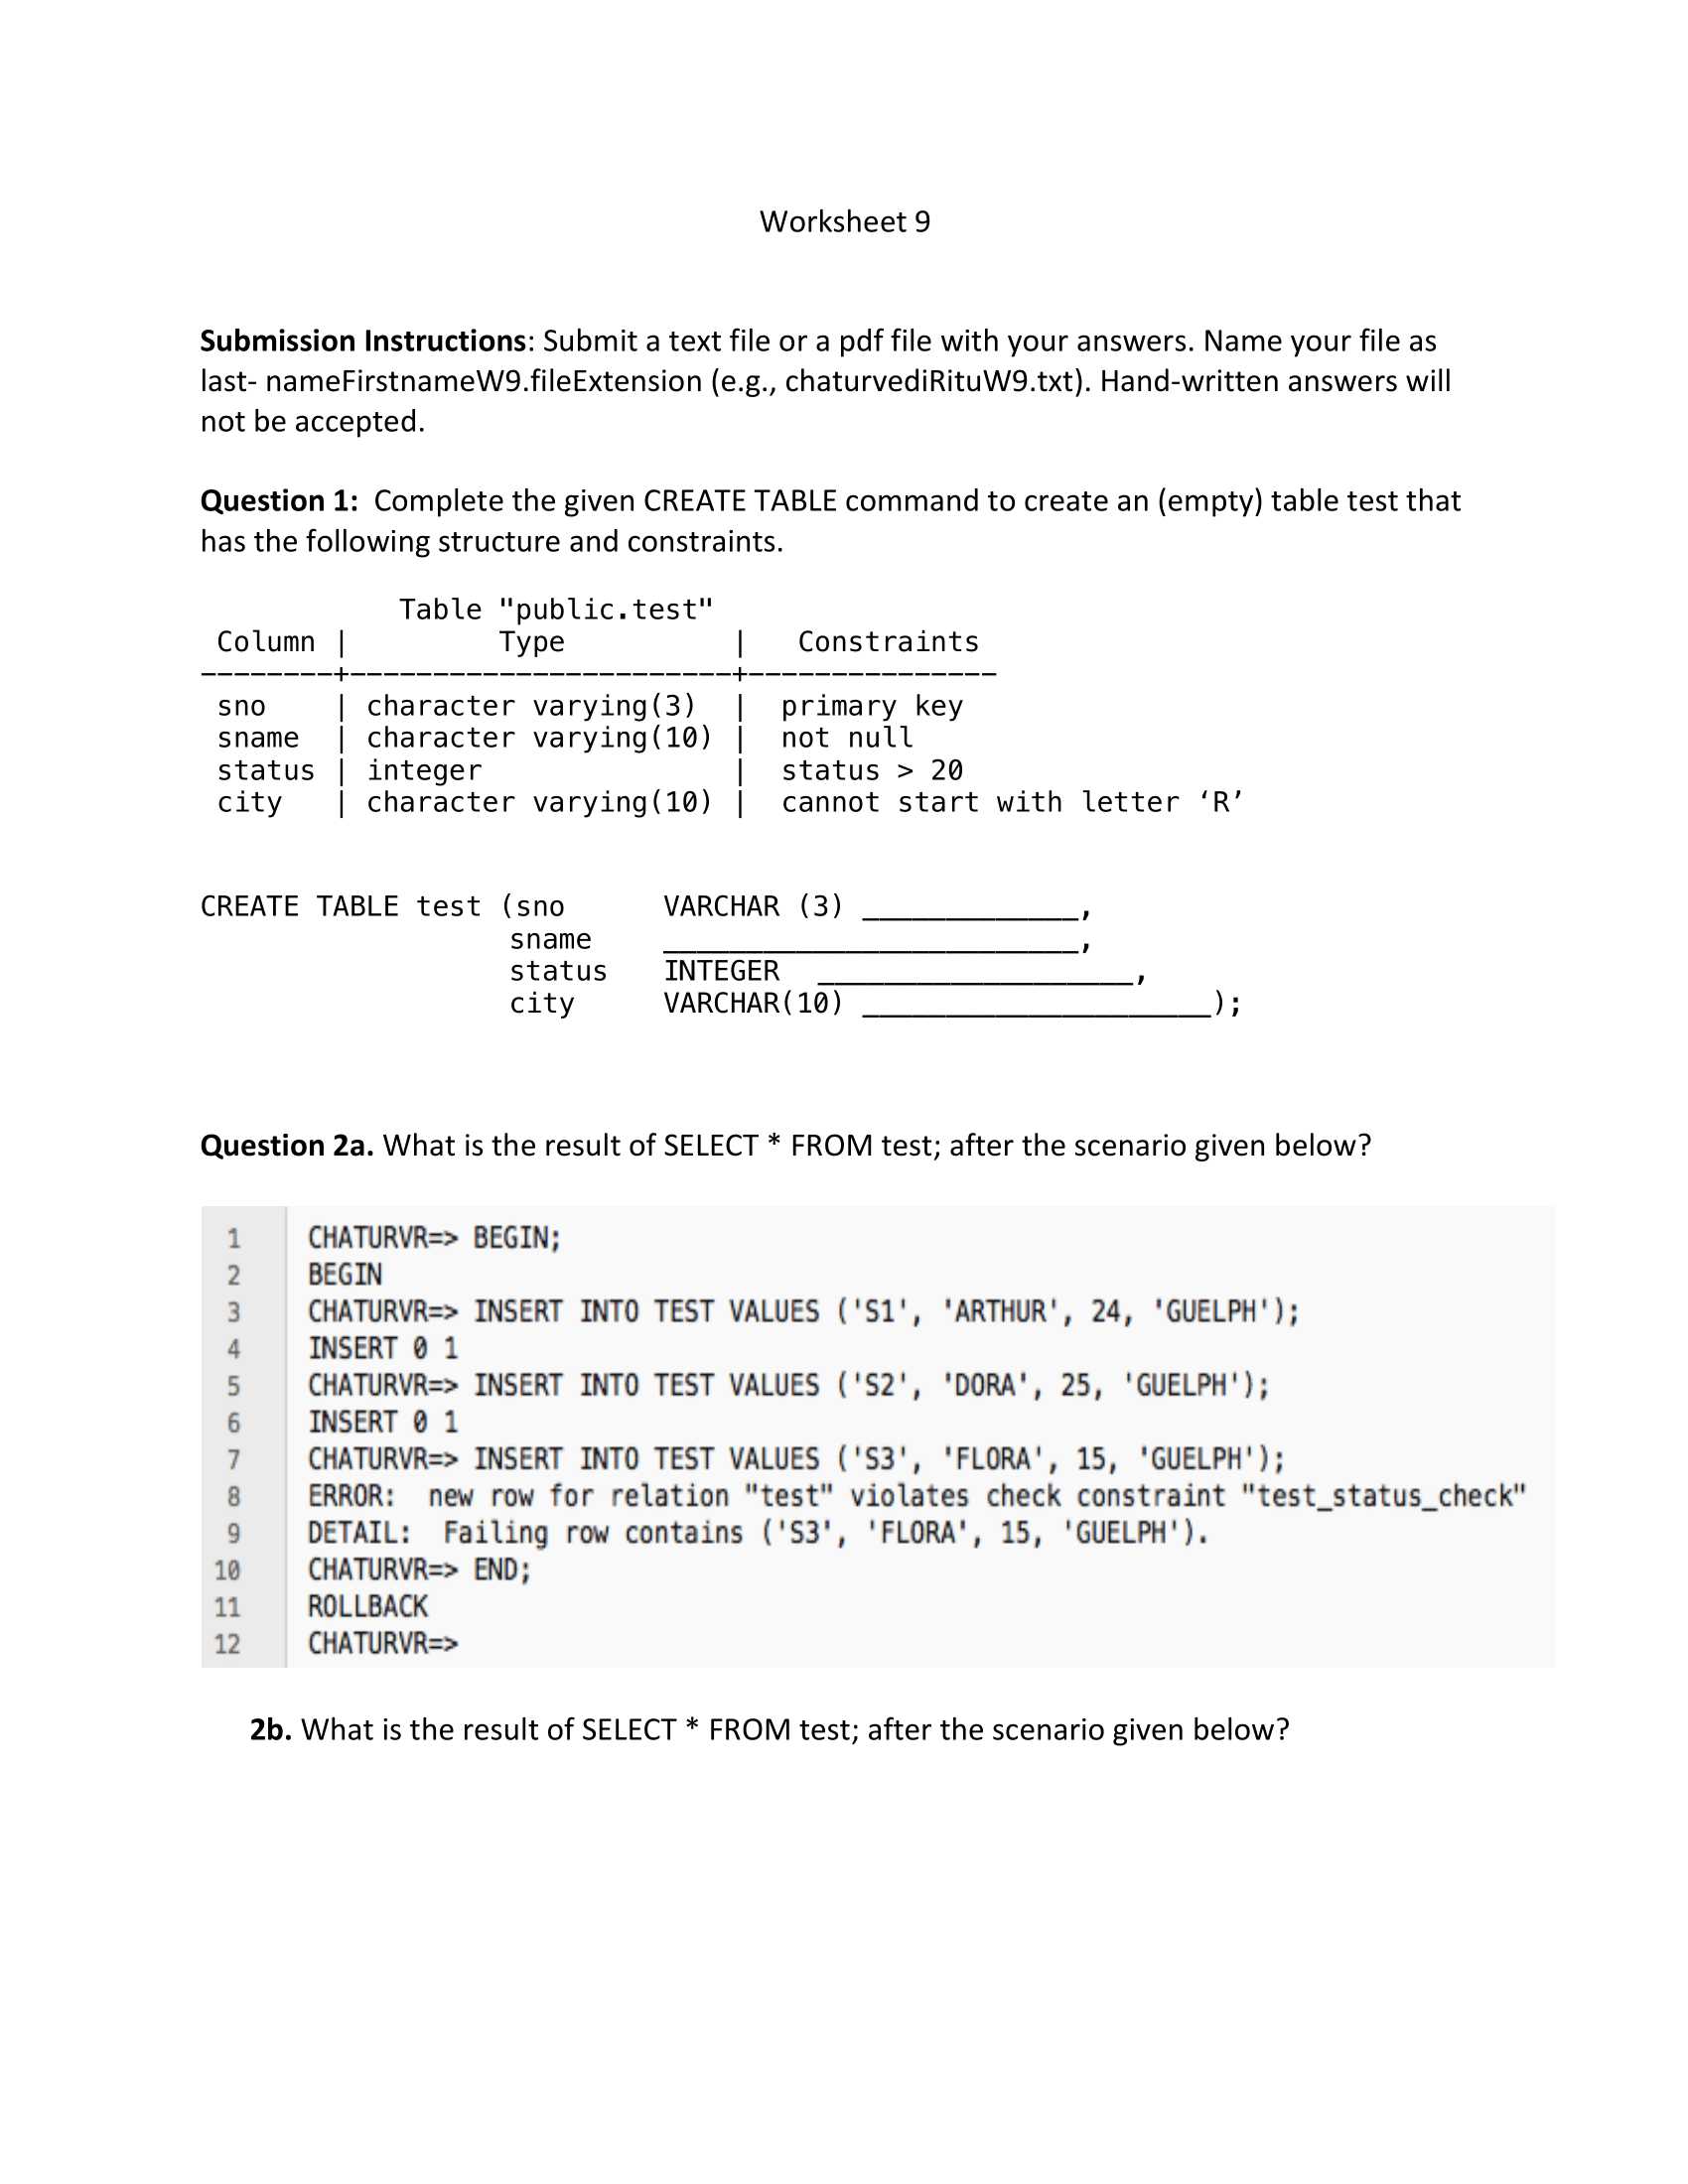 Worksheet 9
Submission Instructions: Submit a text file or a pdf file with your answers. Name your file as
last- nameFirstnameW9.fileExtension (e.g., chaturvediRituW9.txt). Hand-written answers will
not be accepted.
Question 1:  Complete the given CREATE TABLE command to create an (empty) table test that
has the following structure and constraints.
            Table "public.test"
 Column |         Type          |   Constraints
--------+-----------------------+---------------
 sno    | character varying(3)  |  primary key
 sname  | character varying(10) |  not null
 status | integer               |  status > 20
 city   | character varying(10) |  cannot start with letter ‘R’
CREATE TABLE test (sno      VARCHAR (3) _____________,
                   sname    _________________________,
                   status   INTEGER  ___________________,
                   city     VARCHAR(10) _____________________);
Question 2a. What is the result of SELECT * FROM test; after the scenario given below?
1 CHATURVR=> BEGIN;
2 BEGIN
3 CHATURVR=> INSERT INTO TEST VALUES ('S1', 'ARTHUR', 24, 'GUELPH');
4 INSERT 0 1
5 CHATURVR=> INSERT INTO TEST VALUES ('S2', 'DORA', 25, 'GUELPH');
6 INSERT 0 1
7 CHATURVR=> INSERT INTO TEST VALUES ('S3', 'FLORA', 15, 'GUELPH');
8 ERROR:  new row for relation "test" violates check constraint "test_status_check"
9 DETAIL:  Failing row contains ('S3', 'FLORA', 15, 'GUELPH').
10 CHATURVR=> END;
11 ROLLBACK
12 CHATURVR=>
2b. What is the result of SELECT * FROM test; after the scenario given below?